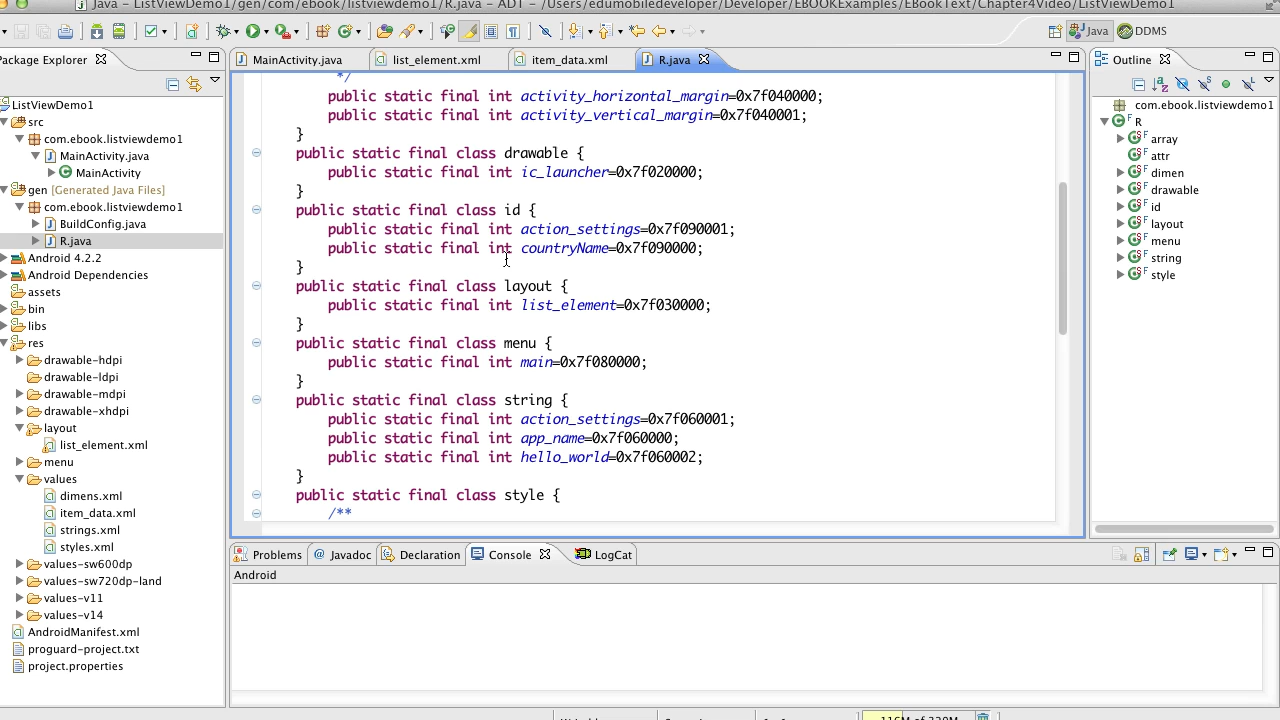 Java - ListViewDemo1/gen/com/ebook/listviewdemo1/R.java - ADT - /Users/edumobiledeveloper/Developer/EBOOKExamples/EBookText/Chapter4Video/ListViewDemo1
Java
DDMS
Package Explorer
ListViewDemo1
src
com.ebook.listviewdemo1
MainActivity.java
MainActivity
gen [Generated Java Files]
com.ebook.listviewdemo1
BuildConfig.java
R.java
Android 4.2.2
Android Dependencies
assets
bin
libs
res
drawable-hdpi
drawable-ldpi
drawable-mdpi
drawable-xhdpi
layout
list_element.xml
menu
values
dimens.xml
item_data.xml
strings.xml
styles.xml
values-sw600dp
values-sw720dp-land
values-v11
values-v14
AndroidManifest.xml
proguard-project.txt
project.properties
MainActivity.java
list_element.xml
item_data.xml
R.java
*/
public static final int activity_horizontal_margin=0x7f040000;
public static final int activity_vertical_margin=0x7f040001;
}
public static final class drawable {
public static final int ic_launcher=0x7f020000;
}
public static final class id {
public static final int action_settings=0x7f090001;
public static final int countryName=0x7f090000;
}
public static final class layout {
public static final int list_element=0x7f030000;
}
public static final class menu {
public static final int main=0x7f080000;
}
public static final class string {
public static final int action_settings=0x7f060001;
public static final int app_name=0x7f060000;
public static final int hello_world=0x7f060002;
}
public static final class style {
/**
Outline
com.ebook.listviewdemo1
R
array
attr
dimen
drawable
id
layout
menu
string
style
Problems
Javadoc
Declaration
Console
LogCat
Android